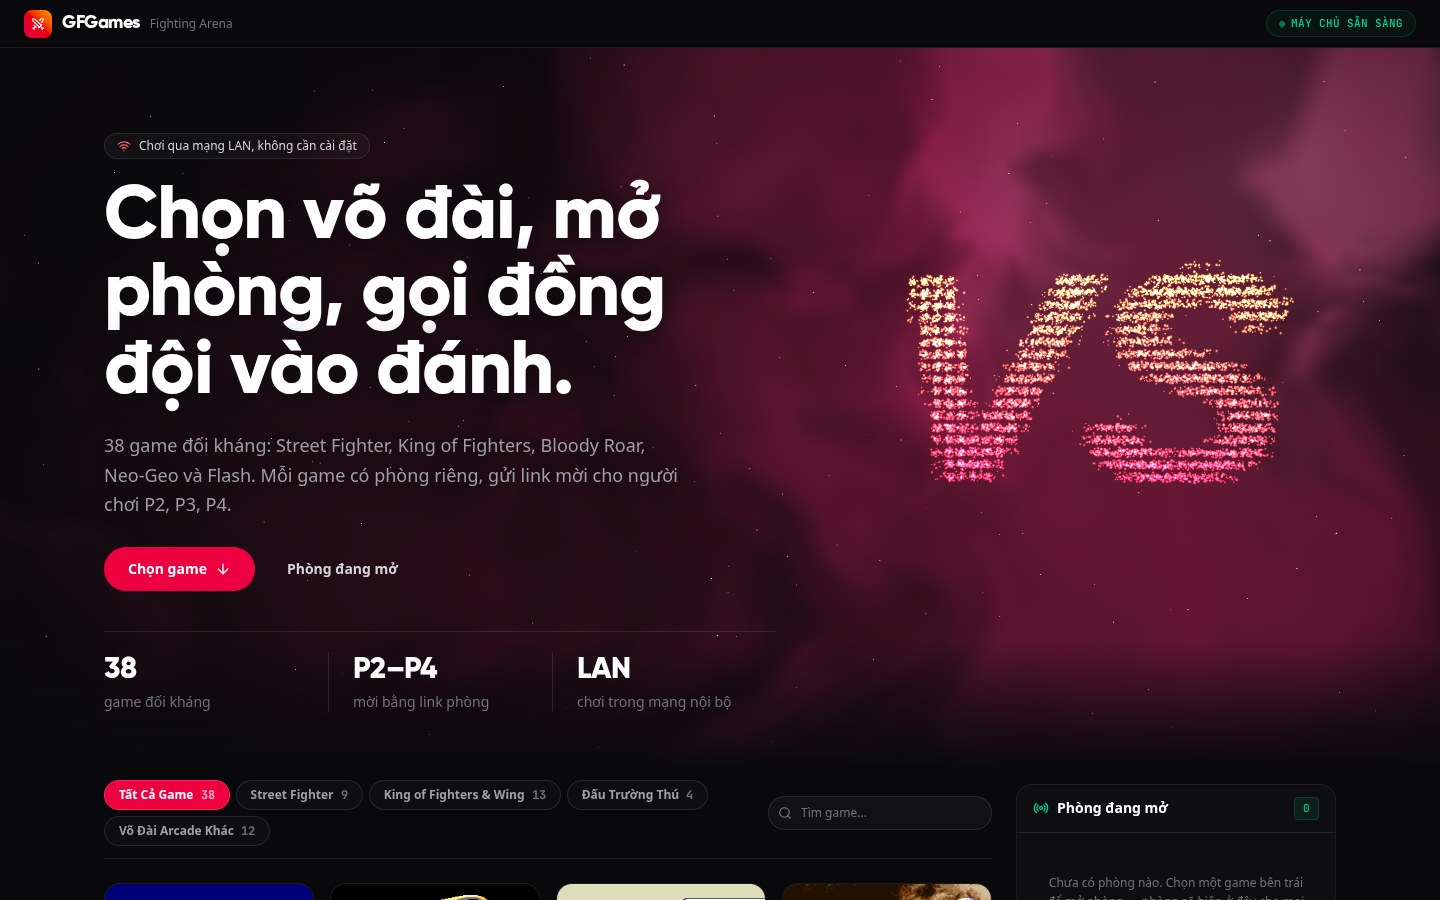 GFGames Fighting Arena
MÁY CHỦ SẴN SÀNG
Chơi qua mạng LAN, không cần cài đặt
Chọn võ đài, mở
phòng, gọi đồng
đội vào đánh.
VS
38 game đối kháng: Street Fighter, King of Fighters, Bloody Roar,
Neo-Geo và Flash. Mỗi game có phòng riêng, gửi link mời cho người
chơi P2, P3, P4.
Chọn game
Phòng đang mở
38
game đối kháng
P2–P4
mời bằng link phòng
LAN
chơi trong mạng nội bộ
Tất Cả Game 38
Street Fighter 9
King of Fighters & Wing 13
Đấu Trường Thú 4
Võ Đài Arcade Khác 12
Tìm game...
Phòng đang mở 0
Chưa có phòng nào. Chọn một game bên trái